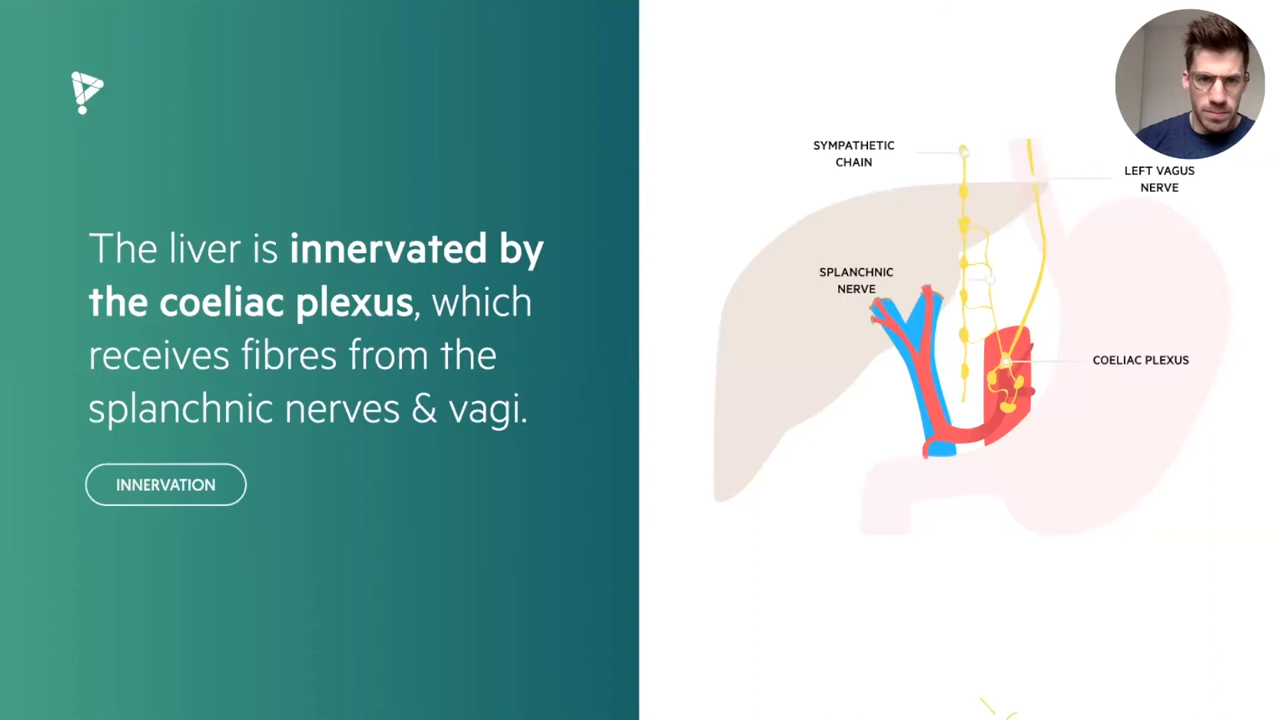 The liver is innervated by
the coeliac plexus, which
receives fibres from the
splanchnic nerves & vagi.
INNERVATION
SYMPATHETIC
CHAIN
LEFT VAGUS
NERVE
SPLANCHNIC
NERVE
COELIAC PLEXUS